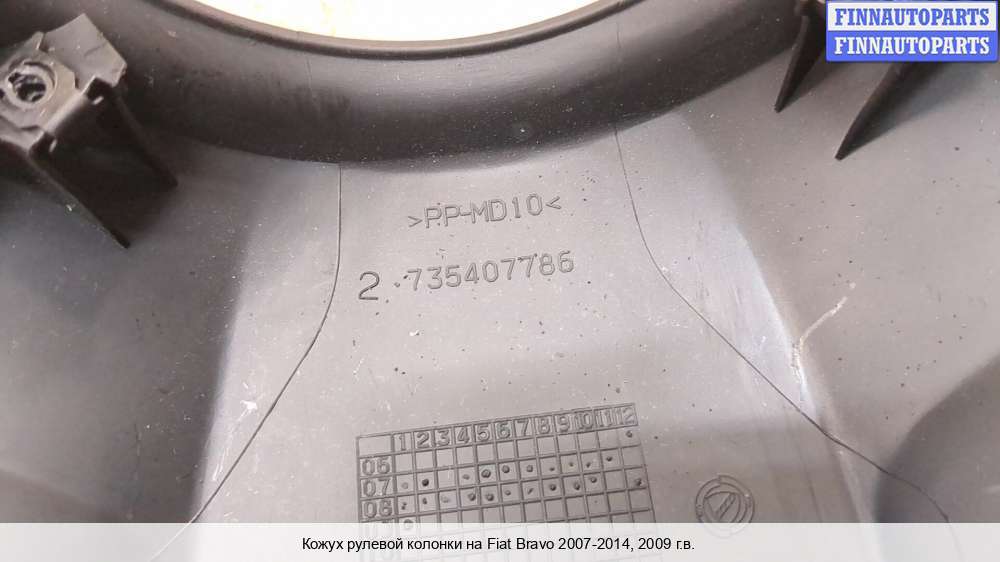 FINNAUTOPARTS
FINNAUTOPARTS
>PP-MD10<
2 735407786
1 2 3 4 5 6 7 8 9 10 11 12
06
07
08
Кожух рулевой колонки на Fiat Bravo 2007-2014, 2009 г.в.